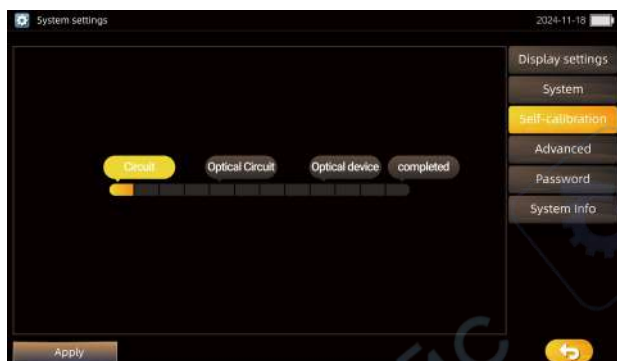 System settings
2024-11-18
Display settings
System
Self-calibration
Circuit
Optical Circuit
Optical device
completed
Advanced
Password
System Info
Apply